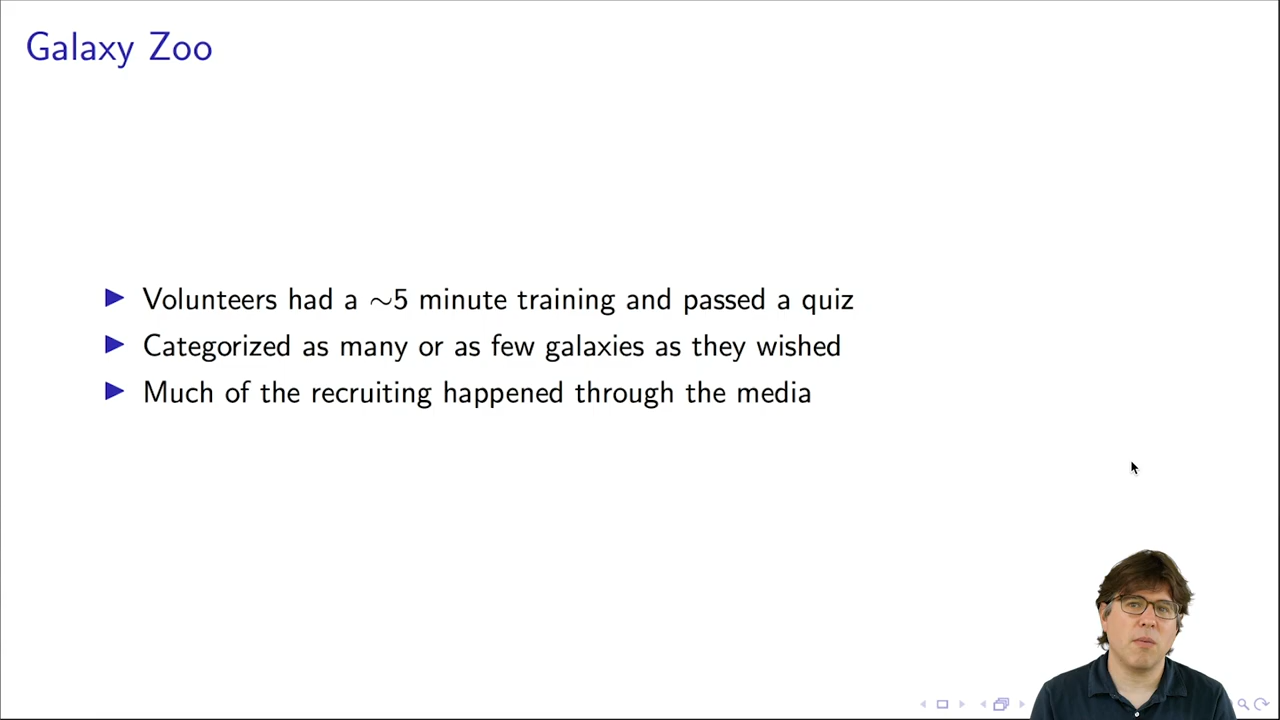 Galaxy Zoo
Volunteers had a ∼5 minute training and passed a quiz
Categorized as many or as few galaxies as they wished
Much of the recruiting happened through the media